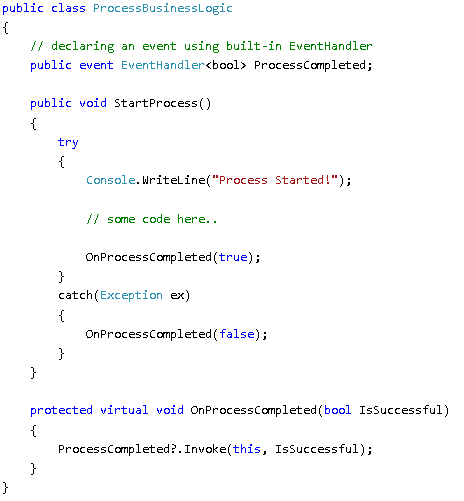 public class ProcessBusinessLogic
{
    // declaring an event using built-in EventHandler
    public event EventHandler<bool> ProcessCompleted;

    public void StartProcess()
    {
        try
        {
            Console.WriteLine("Process Started!");

            // some code here..

            OnProcessCompleted(true);
        }
        catch(Exception ex)
        {
            OnProcessCompleted(false);
        }
    }

    protected virtual void OnProcessCompleted(bool IsSuccessful)
    {
        ProcessCompleted?.Invoke(this, IsSuccessful);
    }
}